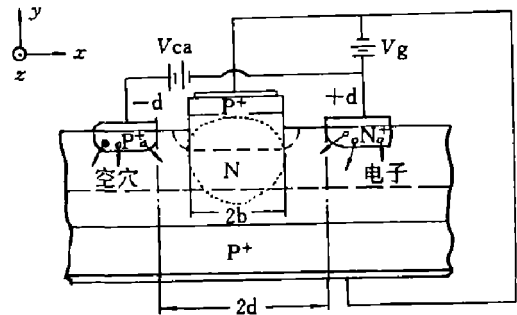 y
x
z
Vca
Vg
−d
P⁺
+d
P⁺
N⁺
空穴
N
电子
2b
P⁺
2d